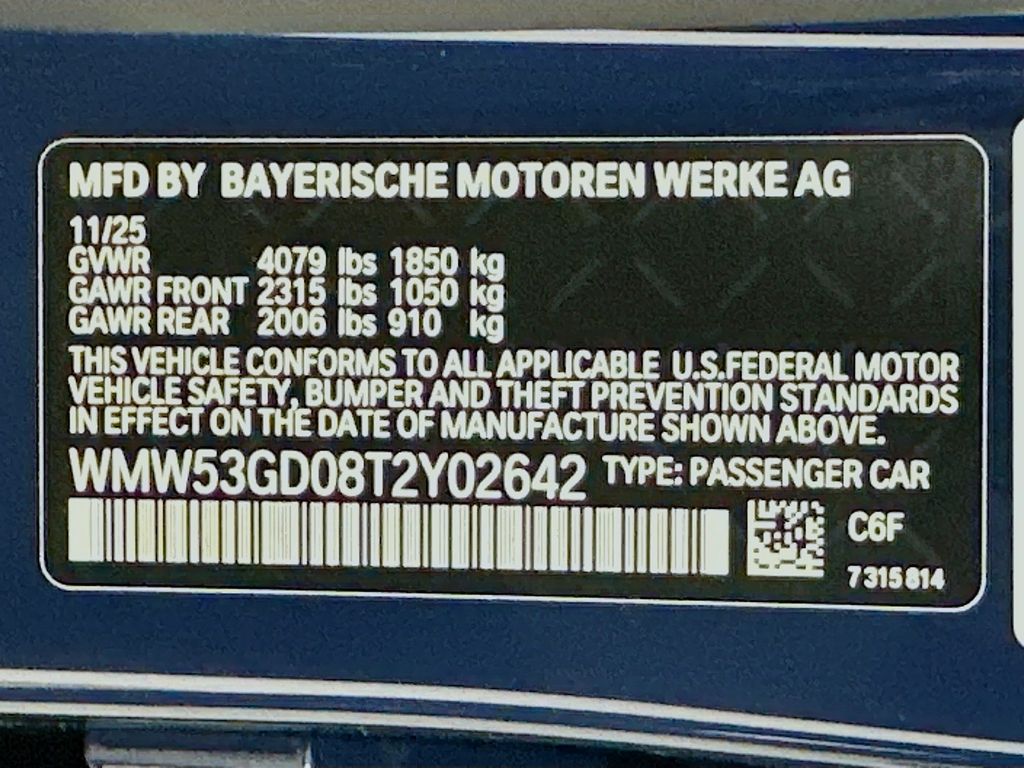 MFD BY BAYERISCHE MOTOREN WERKE AG
11/25
GVWR 4079 lbs 1850 kg
GAWR FRONT 2315 lbs 1050 kg
GAWR REAR 2006 lbs 910 kg
THIS VEHICLE CONFORMS TO ALL APPLICABLE U.S.FEDERAL MOTOR
VEHICLE SAFETY, BUMPER AND THEFT PREVENTION STANDARDS
IN EFFECT ON THE DATE OF MANUFACTURE SHOWN ABOVE.
WMW53GD08T2Y02642 TYPE: PASSENGER CAR
C6F
7315814